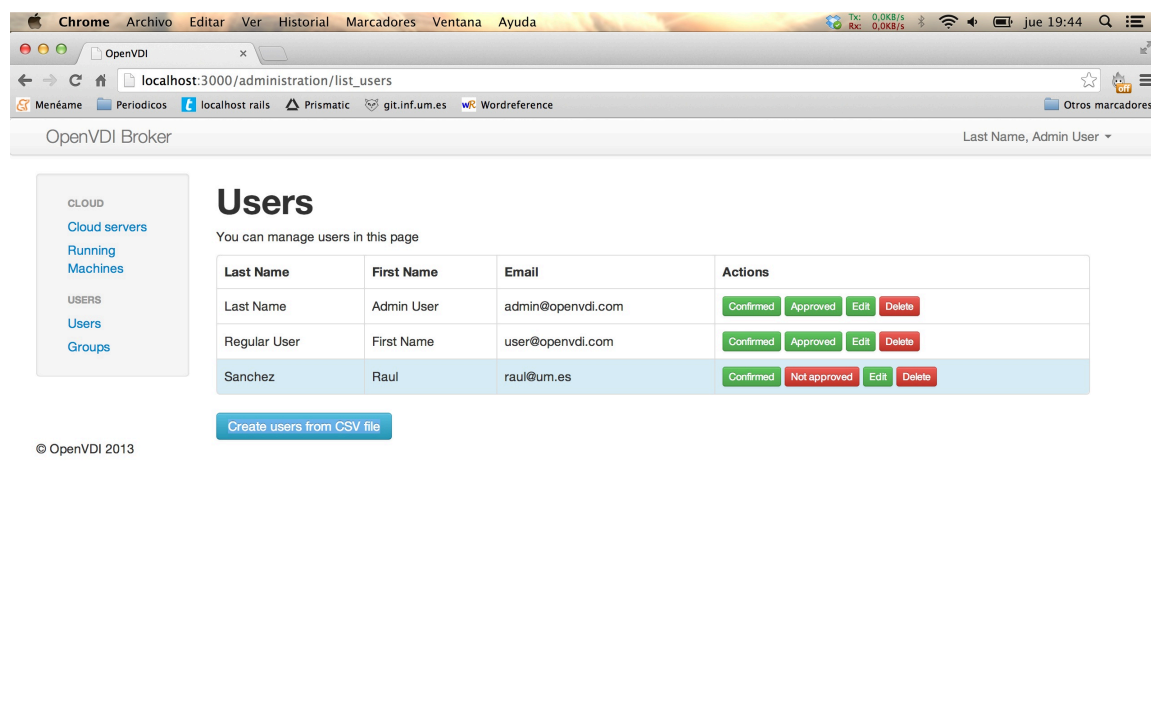 Chrome Archivo Editar Ver Historial Marcadores Ventana Ayuda Tx: 0,0KB/s Rx: 0,0KB/s jue 19:44
OpenVDI
localhost:3000/administration/list_users
off
Menéame Periodicos t localhost rails Prismatic git.inf.um.es wR Wordreference Otros marcadores
OpenVDI Broker Last Name, Admin User
CLOUD
Cloud servers
Running
Machines
USERS
Users
Groups
Users
You can manage users in this page
Last Name First Name Email Actions
Last Name Admin User admin@openvdi.com Confirmed Approved Edit Delete
Regular User First Name user@openvdi.com Confirmed Approved Edit Delete
Sanchez Raul raul@um.es Confirmed Not approved Edit Delete
Create users from CSV file
© OpenVDI 2013